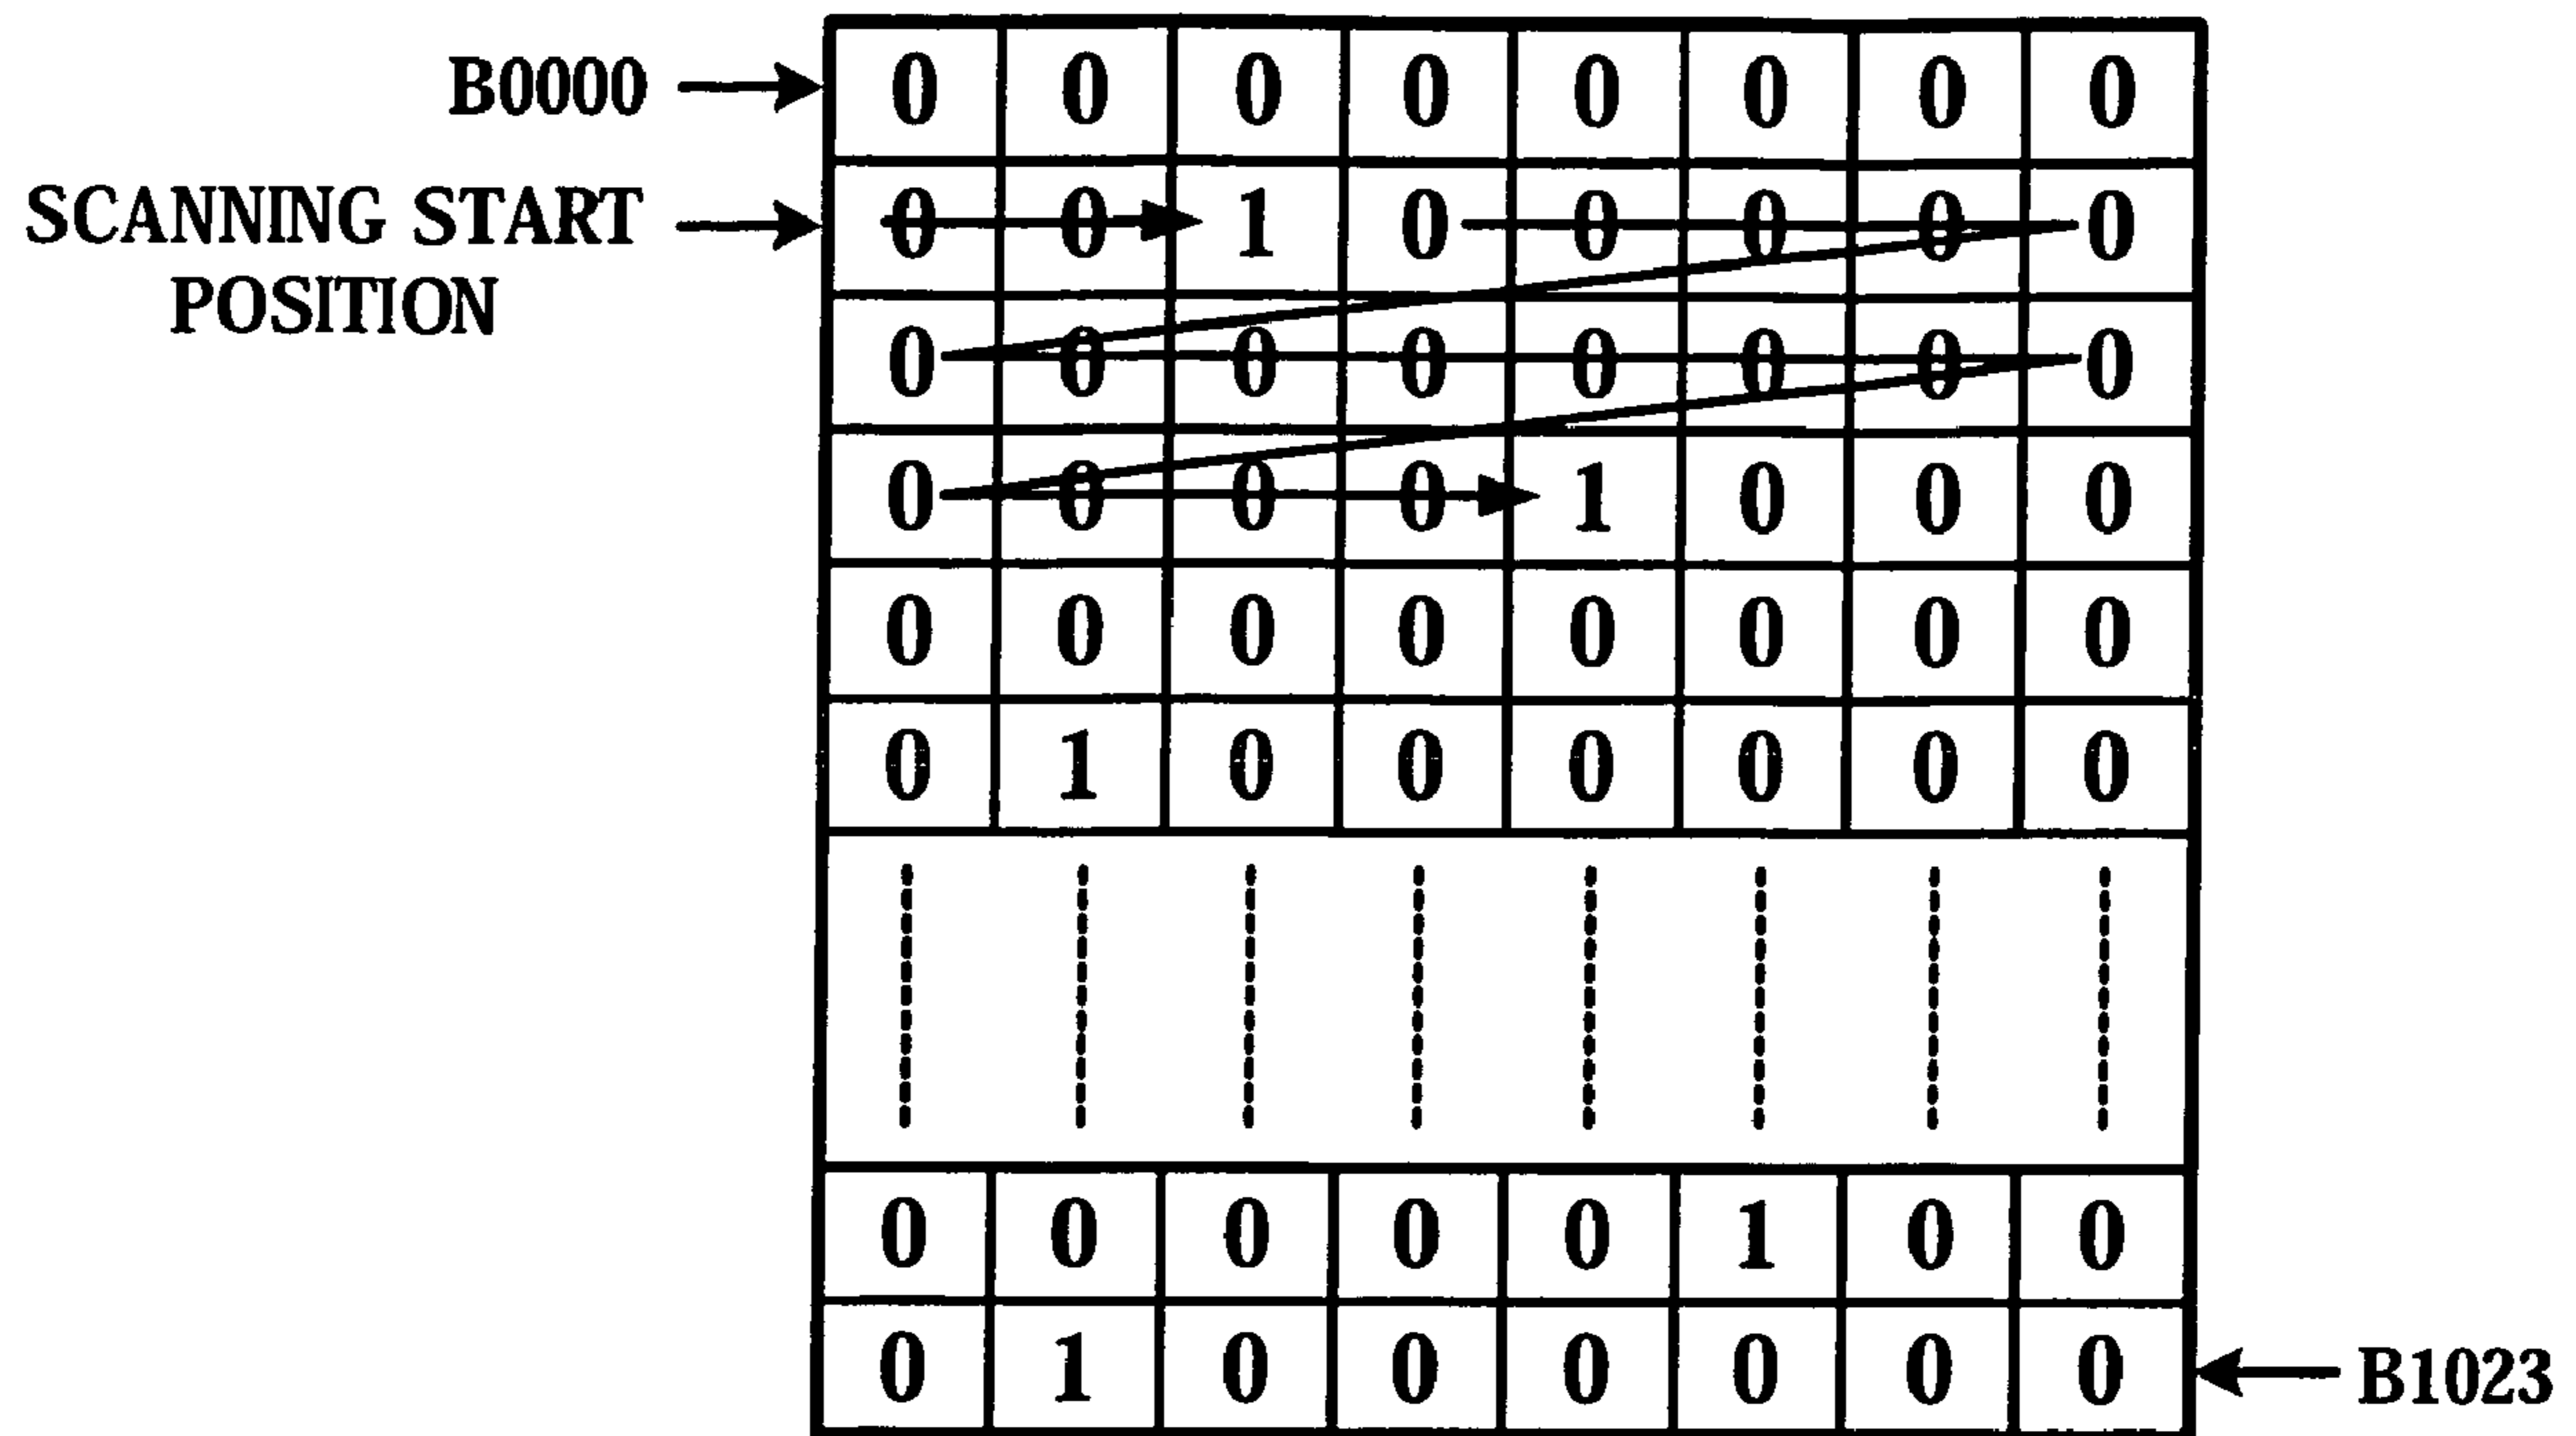 B0000
0 0 0 0 0 0 0 0
SCANNING START
POSITION
0 0 1 0 0 0 0 0
0 0 0 0 0 0 0 0
0 0 0 0 1 0 0 0
0 0 0 0 0 0 0 0
0 1 0 0 0 0 0 0
0 0 0 0 0 1 0 0
0 1 0 0 0 0 0 0
B1023